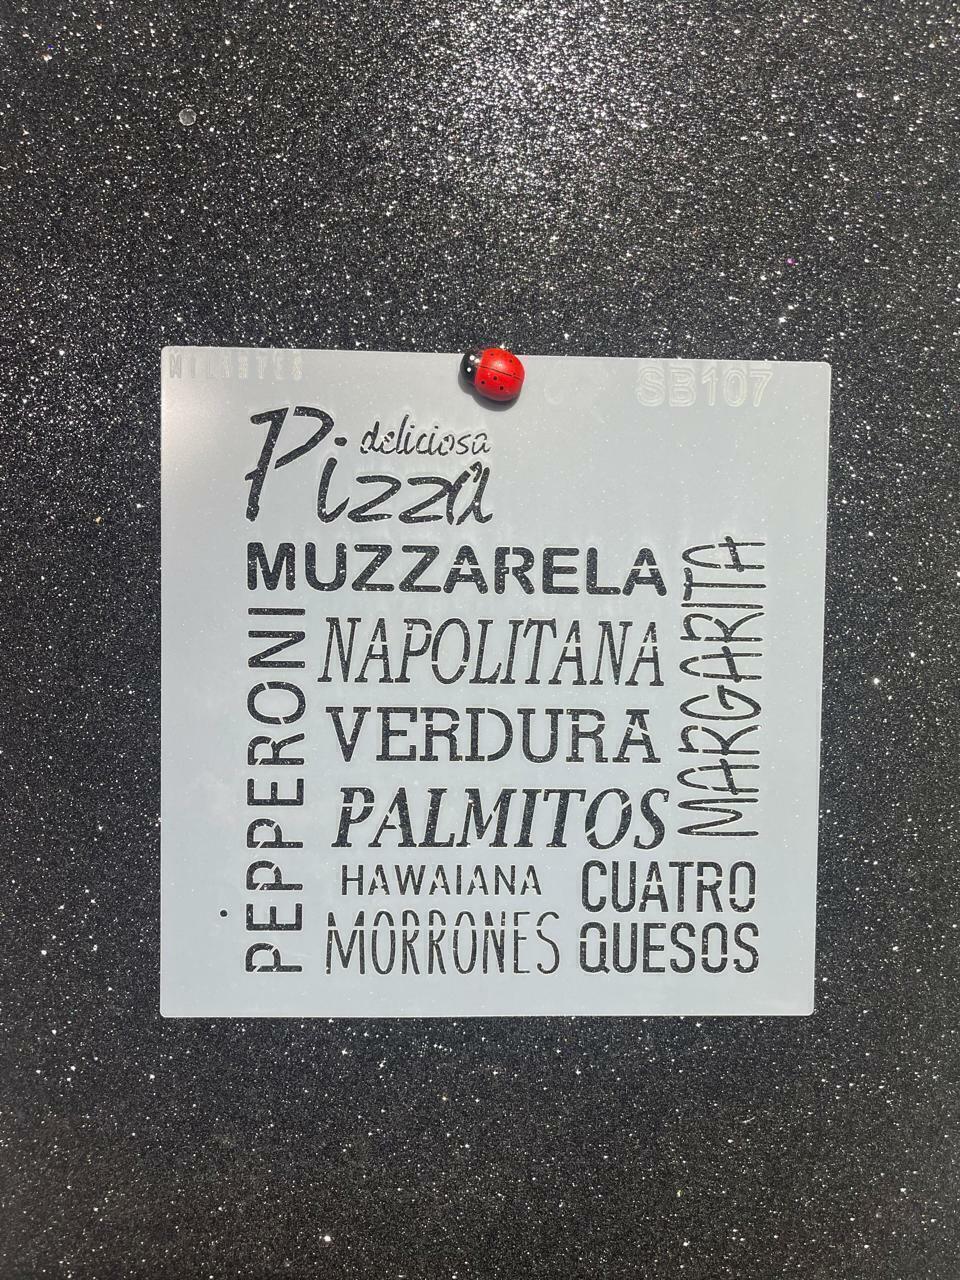 SB107
deliciosa
Pizza
MUZZARELA
PEPPERONI
NAPOLITANA
MARGARITA
VERDURA
PALMITOS
HAWAIANA
CUATRO
MORRONES
QUESOS